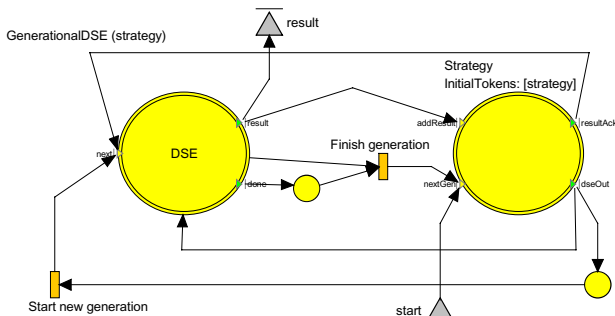 result
GenerationalDSE (strategy)
Strategy
InitialTokens: [strategy]
result
addResult
resultAck
next
DSE
Finish generation
done
nextGen
dseOut
Start new generation
start